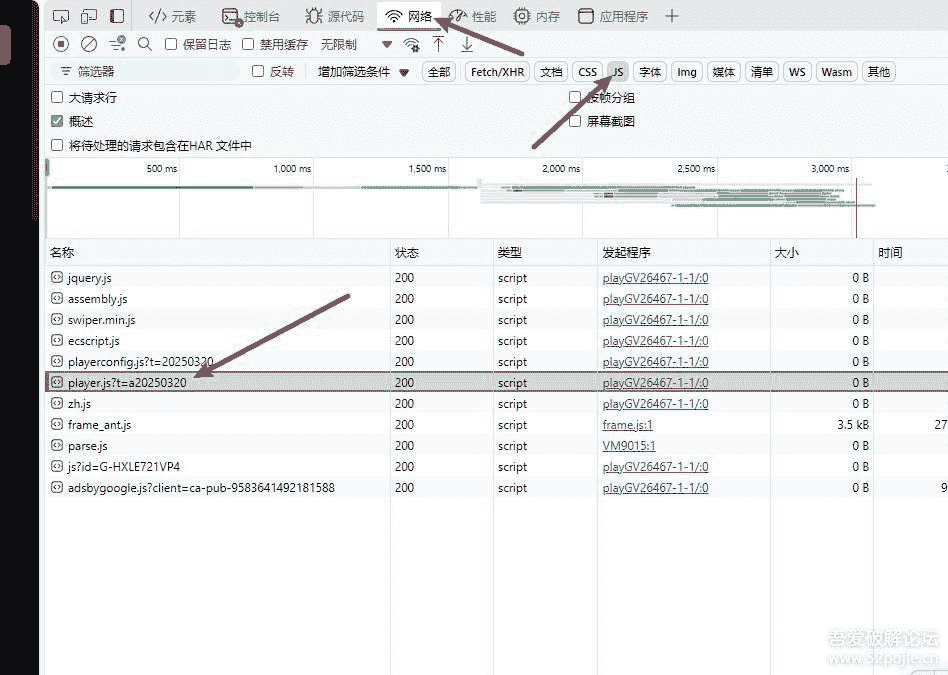 元素 控制台 源代码 网络 性能 内存 应用程序
保留日志 禁用缓存 无限制
筛选器 反转 增加筛选条件 全部 Fetch/XHR 文档 CSS JS 字体 Img 媒体 清单 WS Wasm 其他
大请求行 按帧分组
概述 屏幕截图
将待处理的请求包含在HAR 文件中
500 ms 1,000 ms 1,500 ms 2,000 ms 2,500 ms 3,000 ms
名称 状态 类型 发起程序 大小 时间
jquery.js 200 script playGV26467-1-1/:0 0 B
assembly.js 200 script playGV26467-1-1/:0 0 B
swiper.min.js 200 script playGV26467-1-1/:0 0 B
ecscript.js 200 script playGV26467-1-1/:0 0 B
playerconfig.js?t=20250320 200 script playGV26467-1-1/:0 0 B
player.js?t=a20250320 200 script playGV26467-1-1/:0 0 B
zh.js 200 script playGV26467-1-1/:0 0 B
frame_ant.js 200 script frame.js:1 3.5 kB 27
parse.js 200 script VM9015:1 0 B
js?id=G-HXLE721VP4 200 script playGV26467-1-1/:0 0 B
adsbygoogle.js?client=ca-pub-9583641492181588 200 script playGV26467-1-1/:0 0 B 9
吾爱破解论坛
www.52pojie.cn